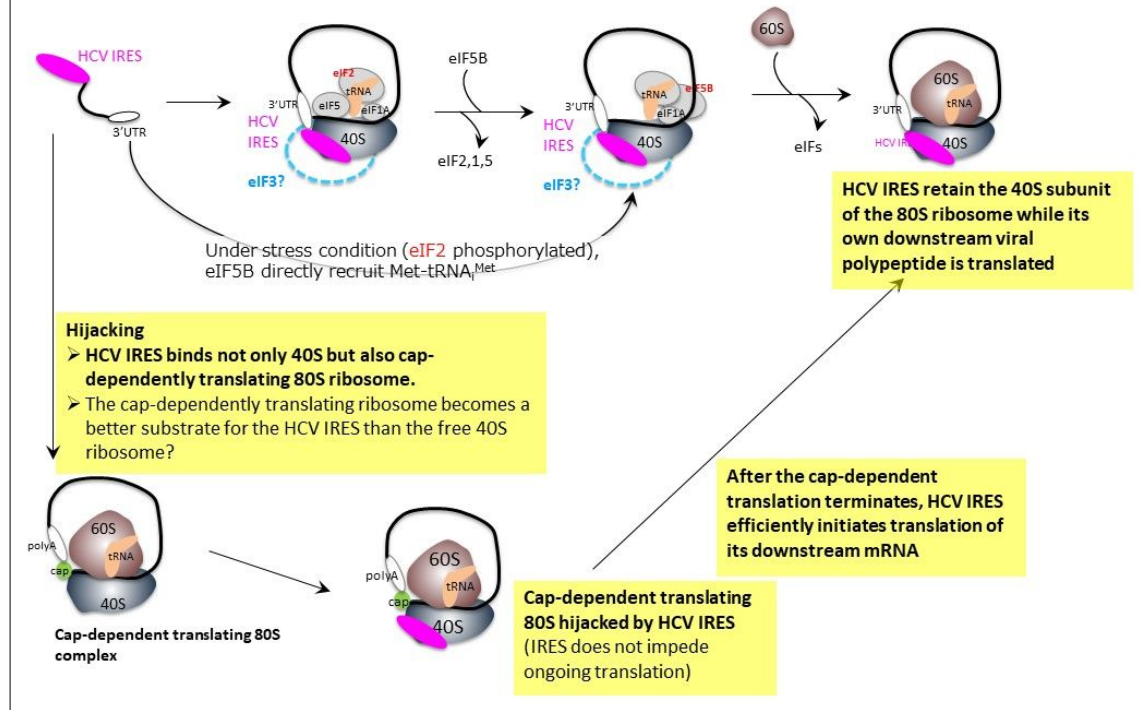 HCV IRES
3'UTR
eIF2
tRNA
eIF5
eIF1A
3'UTR
HCV
IRES
40S
eIF3?
eIF5B
eIF2,1,5
tRNA
eIF5B
eIF1A
3'UTR
HCV
IRES
40S
eIF3?
60S
eIFs
60S
tRNA
3'UTR
HCV IRES
40S
HCV IRES retain the 40S subunit
of the 80S ribosome while its
own downstream viral
polypeptide is translated
Under stress condition (eIF2 phosphorylated),
eIF5B directly recruit Met-tRNAiMet
Hijacking
➢ HCV IRES binds not only 40S but also cap-
dependently translating 80S ribosome.
➢ The cap-dependently translating ribosome becomes a
better substrate for the HCV IRES than the free 40S
ribosome?
After the cap-dependent
translation terminates, HCV IRES
efficiently initiates translation of
its downstream mRNA
60S
polyA
tRNA
cap
40S
Cap-dependent translating 80S
complex
60S
polyA
tRNA
cap
40S
Cap-dependent translating
80S hijacked by HCV IRES
(IRES does not impede
ongoing translation)